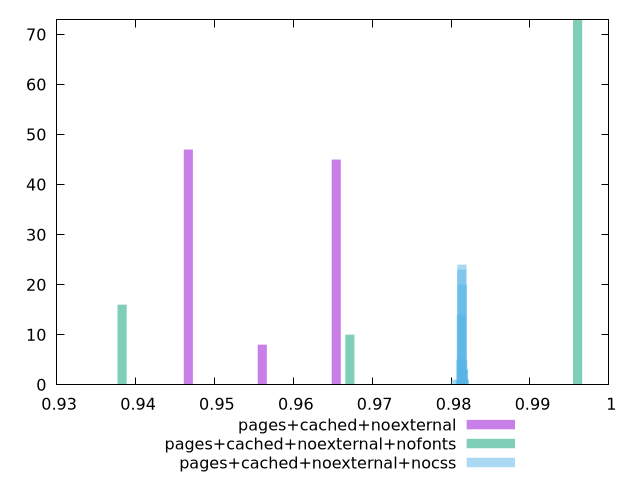 70
60
50
40
30
20
10
0
0.93 0.94 0.95 0.96 0.97 0.98 0.99 1
pages+cached+noexternal
pages+cached+noexternal+nofonts
pages+cached+noexternal+nocss